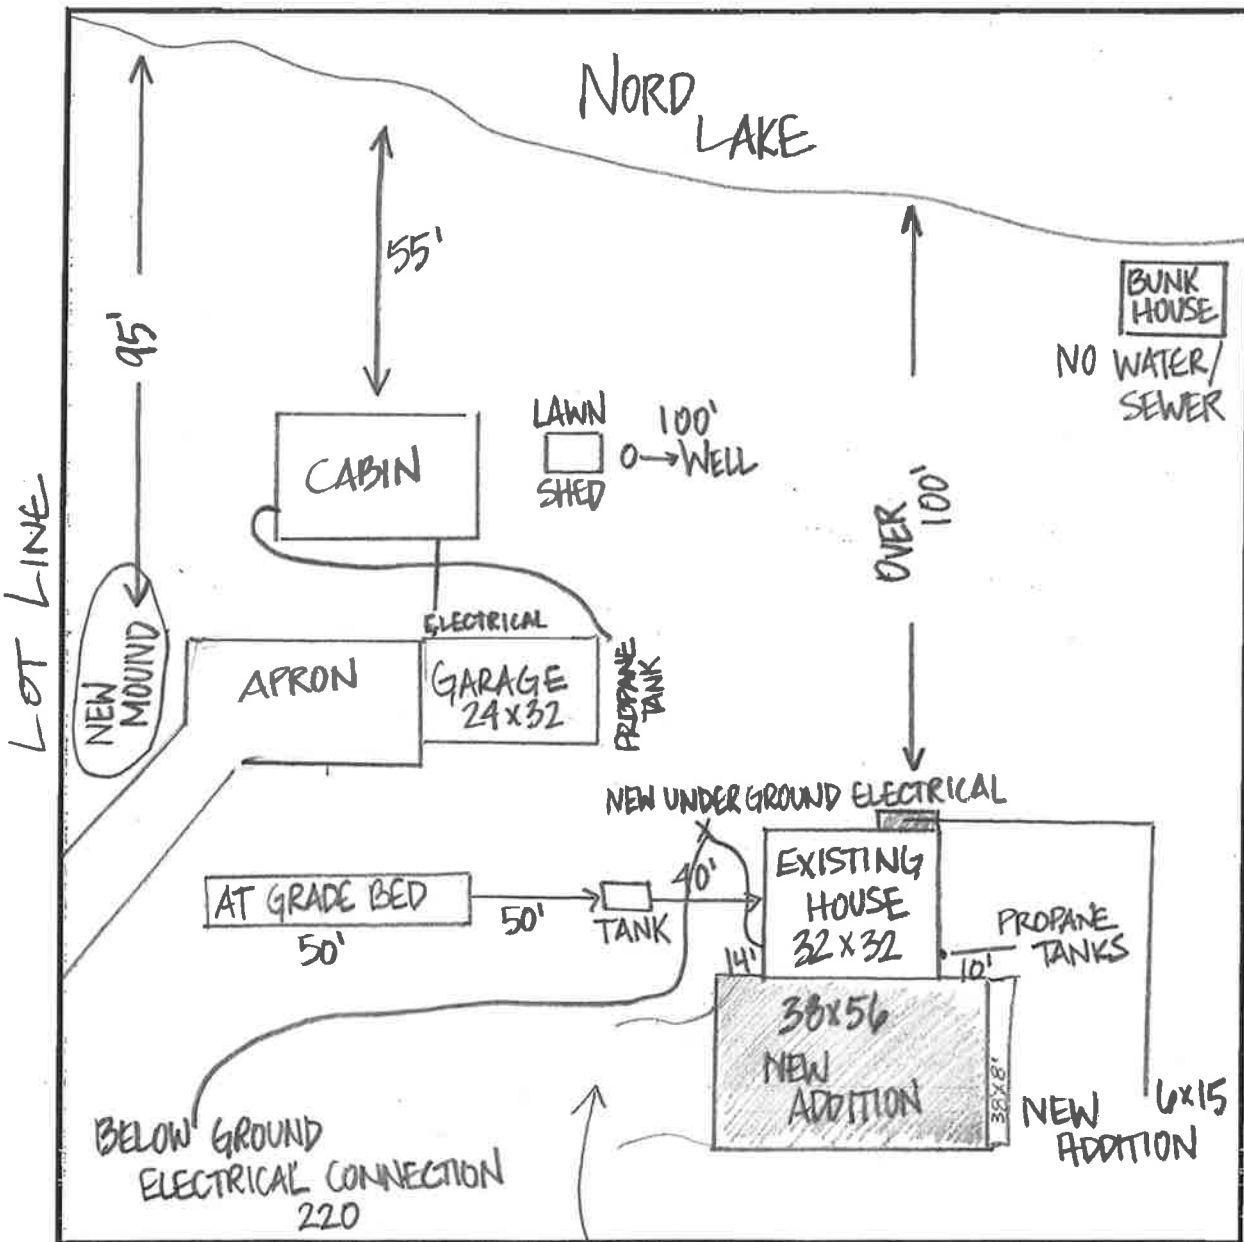 NORD
LAKE
55'
95'
BUNK
HOUSE
NO WATER/
SEWER
LAWN
SHED
100'
WELL
CABIN
OVER
100'
LOT LINE
NEW
MOUND
ELECTRICAL
APRON
GARAGE
24x32
PROPANE
TANK
NEW UNDERGROUND ELECTRICAL
40'
EXISTING
HOUSE
32x32
AT GRADE BED
50'
50'
TANK
14'
PROPANE
TANKS
10'
38x56
NEW
ADDITION
38x8'
NEW
ADDITION
6x15
BELOW GROUND
ELECTRICAL CONNECTION
220